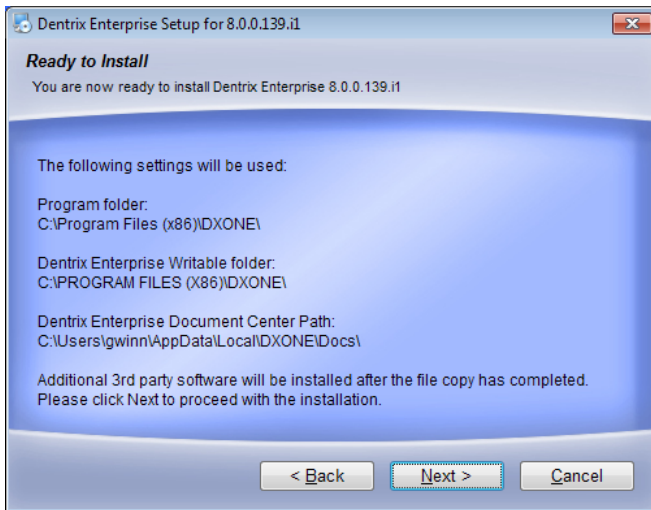 Dentrix Enterprise Setup for 8.0.0.139.i1
Ready to Install
You are now ready to install Dentrix Enterprise 8.0.0.139.i1
The following settings will be used:
Program folder:
C:\Program Files (x86)\DXONE\
Dentrix Enterprise Writable folder:
C:\PROGRAM FILES (X86)\DXONE\
Dentrix Enterprise Document Center Path:
C:\Users\gwinn\AppData\Local\DXONE\Docs\
Additional 3rd party software will be installed after the file copy has completed.
Please click Next to proceed with the installation.
< Back Next > Cancel